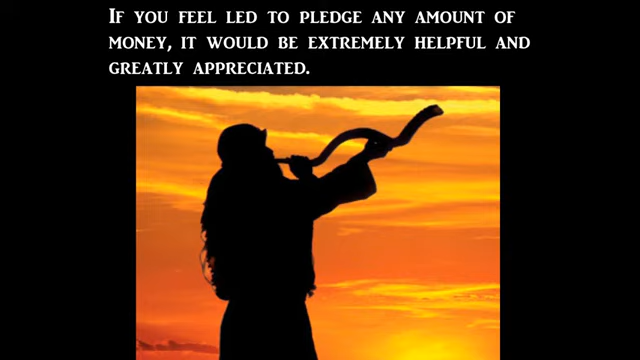 If you feel led to pledge any amount of
money, it would be extremely helpful and
greatly appreciated.